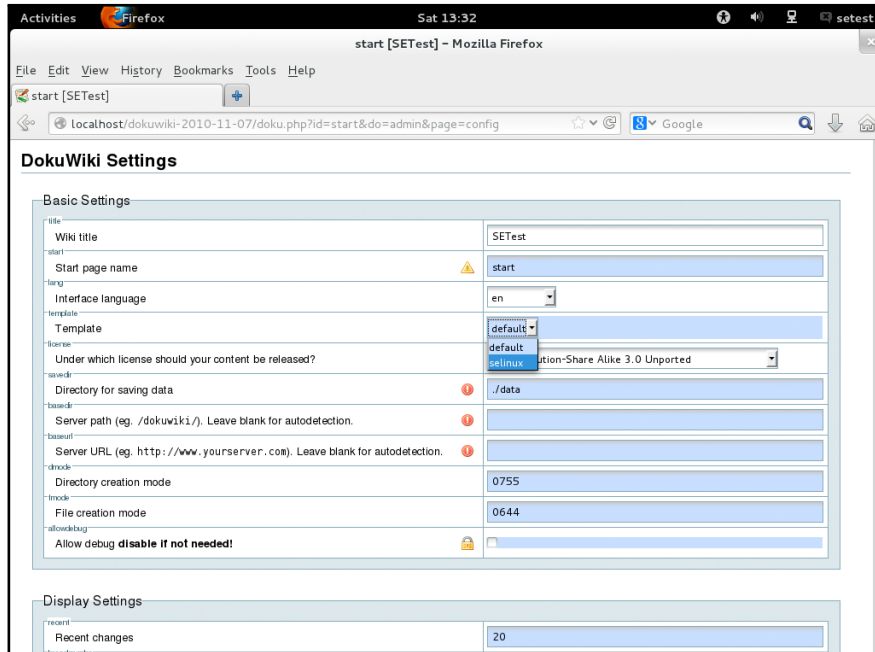 Activities Firefox Sat 13:32 setest
start [SETest] – Mozilla Firefox
File Edit View History Bookmarks Tools Help
start [SETest]
localhost/dokuwiki-2010-11-07/doku.php?id=start&do=admin&page=config Google
DokuWiki Settings
Basic Settings
title
Wiki title SETest
start
Start page name start
lang
Interface language en
template
Template default
default
license
Under which license should your content be released? ution-Share Alike 3.0 Unported
selinux
savedir
Directory for saving data ./data
basedir
Server path (eg. /dokuwiki/). Leave blank for autodetection.
baseurl
Server URL (eg. http://www.yourserver.com). Leave blank for autodetection.
dmode
Directory creation mode 0755
fmode
File creation mode 0644
allowdebug
Allow debug disable if not needed!
Display Settings
recent
Recent changes 20